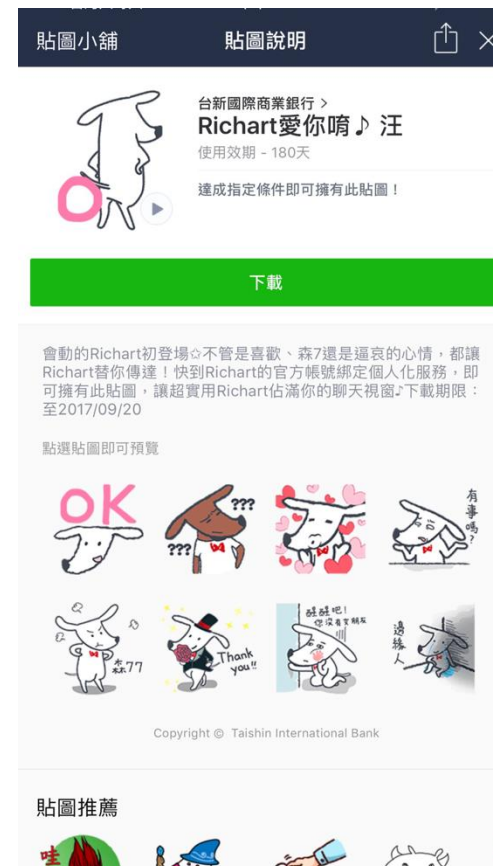 貼圖小舖
貼圖說明
台新國際商業銀行 >
Richart愛你唷♪ 汪
使用效期 - 180天
達成指定條件即可擁有此貼圖！
下載
會動的Richart初登場☆不管是喜歡、森7還是逼哀的心情，都讓
Richart替你傳達！快到Richart的官方帳號綁定個人化服務，即
可擁有此貼圖，讓超實用Richart佔滿你的聊天視窗♪下載期限：
至2017/09/20
點選貼圖即可預覽
OK
???
???
有事嗎?
森77
Thank
you!!
醒醒吧!
你沒有女朋友
邊緣人
Copyright © Taishin International Bank
貼圖推薦
哇